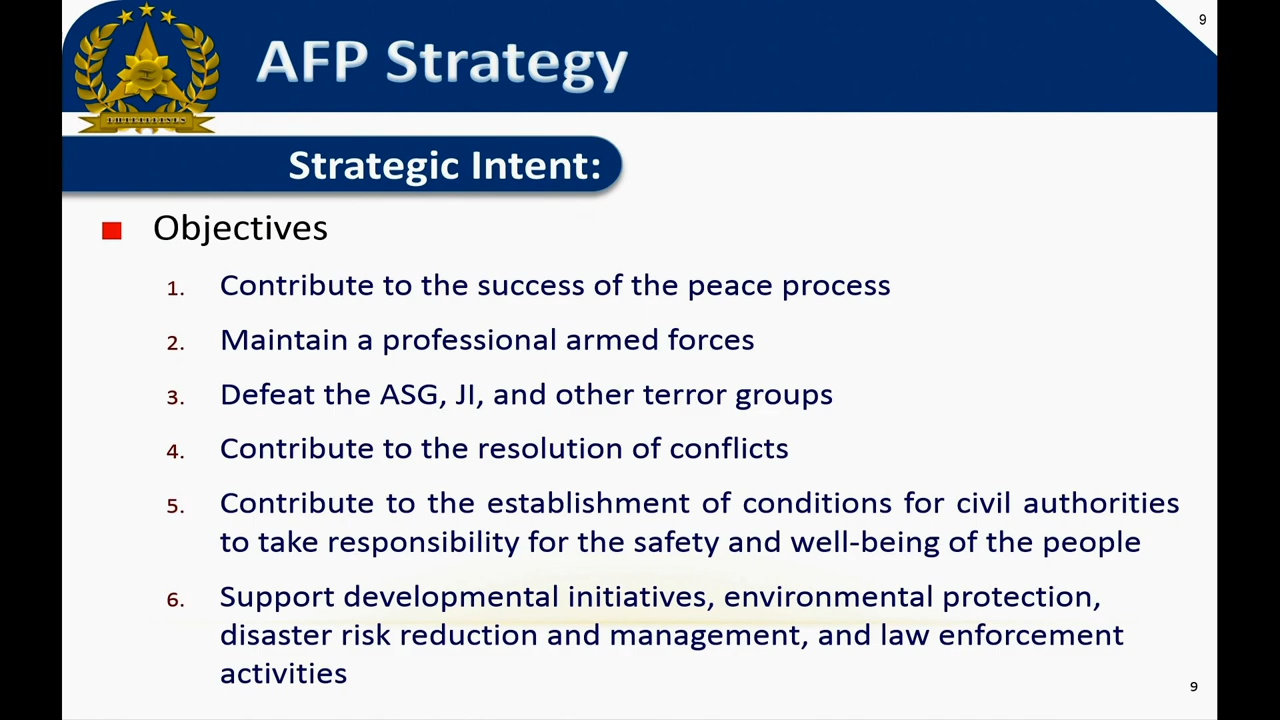 9
AFP Strategy
PHILIPPINES
Strategic Intent:
Objectives
1. Contribute to the success of the peace process
2. Maintain a professional armed forces
3. Defeat the ASG, JI, and other terror groups
4. Contribute to the resolution of conflicts
5. Contribute to the establishment of conditions for civil authorities
to take responsibility for the safety and well-being of the people
6. Support developmental initiatives, environmental protection,
disaster risk reduction and management, and law enforcement
activities
9